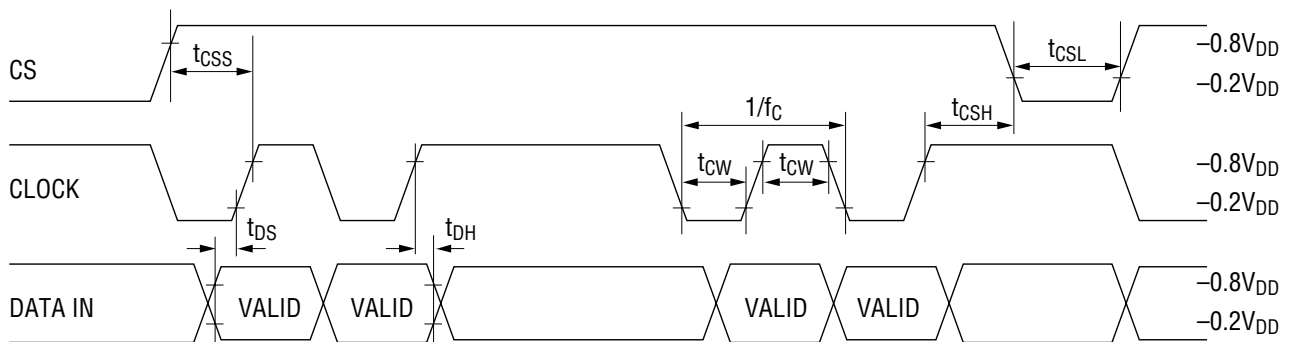 CS
tCSS
tCSL
–0.8VDD
–0.2VDD
1/fC
tCSH
CLOCK
tCW
tCW
–0.8VDD
–0.2VDD
tDS
tDH
DATA IN
VALID
VALID
VALID
VALID
–0.8VDD
–0.2VDD